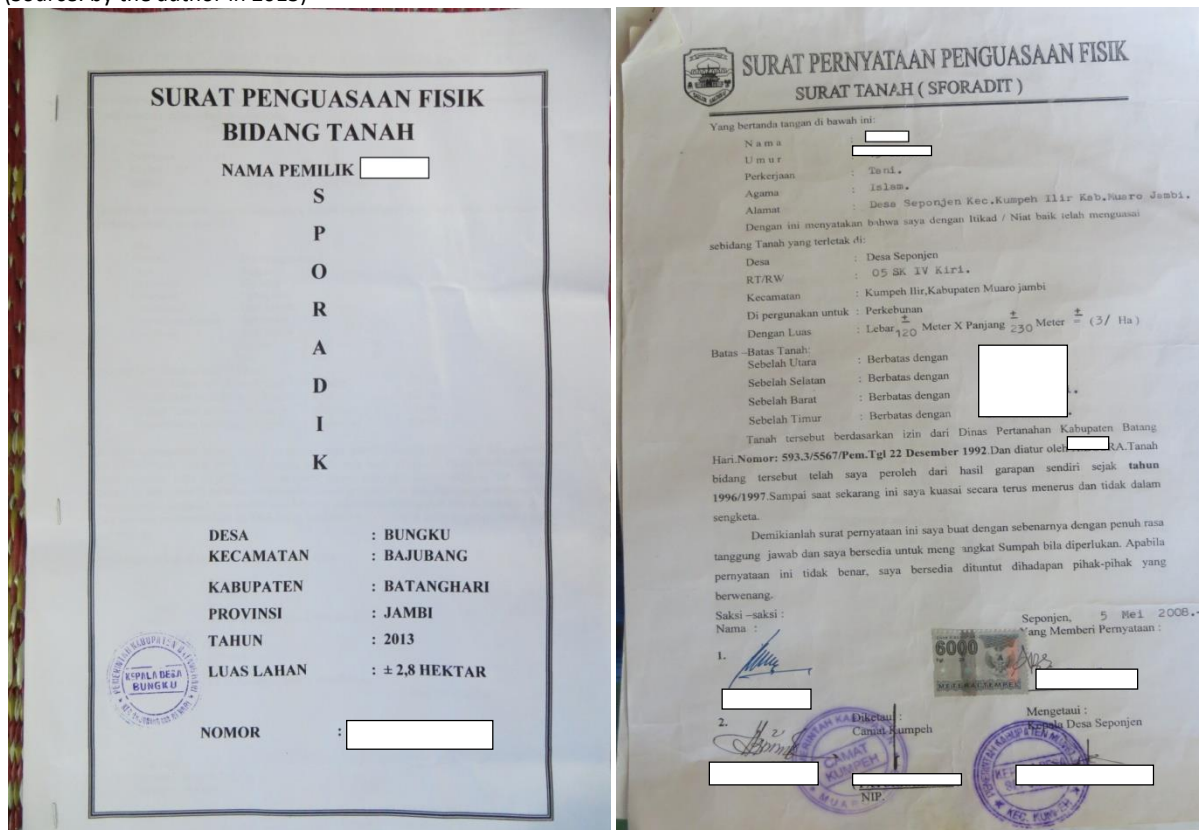 (Source: by the author in 2013)
SURAT PENGUASAAN FISIK
BIDANG TANAH
NAMA PEMILIK
S
P
O
R
A
D
I
K
DESA : BUNGKU
KECAMATAN : BAJUBANG
KABUPATEN : BATANGHARI
PROVINSI : JAMBI
TAHUN : 2013
LUAS LAHAN : ± 2,8 HEKTAR
KEPALA DESA
BUNGKU
NOMOR :
SURAT PERNYATAAN PENGUASAAN FISIK
SURAT TANAH ( SFORADIT )
Yang bertanda tangan di bawah ini:
N a m a :
U m u r
Perkerjaan : Tani.
Agama : Islam.
Alamat : Desa Seponjen Kec.Kumpeh Ilir Kab.Muaro Jambi.
Dengan ini menyatakan bahwa saya dengan Itikad / Niat baik telah menguasai
sebidang Tanah yang terletak di:
Desa : Desa Seponjen
RT/RW : 05 SK IV Kiri.
Kecamatan : Kumpeh Ilir,Kabupaten Muaro jambi
Di pergunakan untuk : Perkebunan
Dengan Luas : Lebar ± 120 Meter X Panjang ± 230 Meter ± (3/ Ha)
Batas –Batas Tanah:
Sebelah Utara : Berbatas dengan
Sebelah Selatan : Berbatas dengan
Sebelah Barat : Berbatas dengan
Sebelah Timur : Berbatas dengan
Tanah tersebut berdasarkan izin dari Dinas Pertanahan Kabupaten Batang
Hari.Nomor: 593.3/5567/Pem.Tgl 22 Desember 1992.Dan diatur oleh RA.Tanah
bidang tersebut telah saya peroleh dari hasil garapan sendiri sejak tahun
1996/1997.Sampai saat sekarang ini saya kuasai secara terus menerus dan tidak dalam
sengketa.
Demikianlah surat pernyataan ini saya buat dengan sebenarnya dengan penuh rasa
tanggung jawab dan saya bersedia untuk meng angkat Sumpah bila diperlukan. Apabila
pernyataan ini tidak benar, saya bersedia dituntut dihadapan pihak-pihak yang
berwenang.
Saksi –saksi :
Nama :
Seponjen, 5 Mei 2008.-
Yang Memberi Pernyataan :
1.
6000
METERAI TEMPEL
2.
Diketaui :
Camat Kumpeh
CAMAT
KUMPEH
NIP.
Mengetaui :
Kepala Desa Seponjen
KEC. KUMPEH